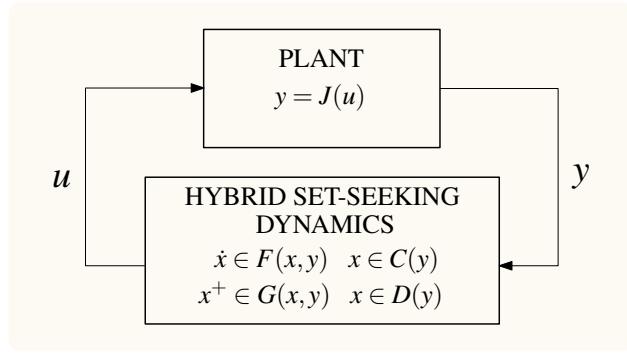 PLANT
y = J(u)
u
y
HYBRID SET-SEEKING
DYNAMICS
ẋ ∈ F(x,y) x ∈ C(y)
x⁺ ∈ G(x,y) x ∈ D(y)